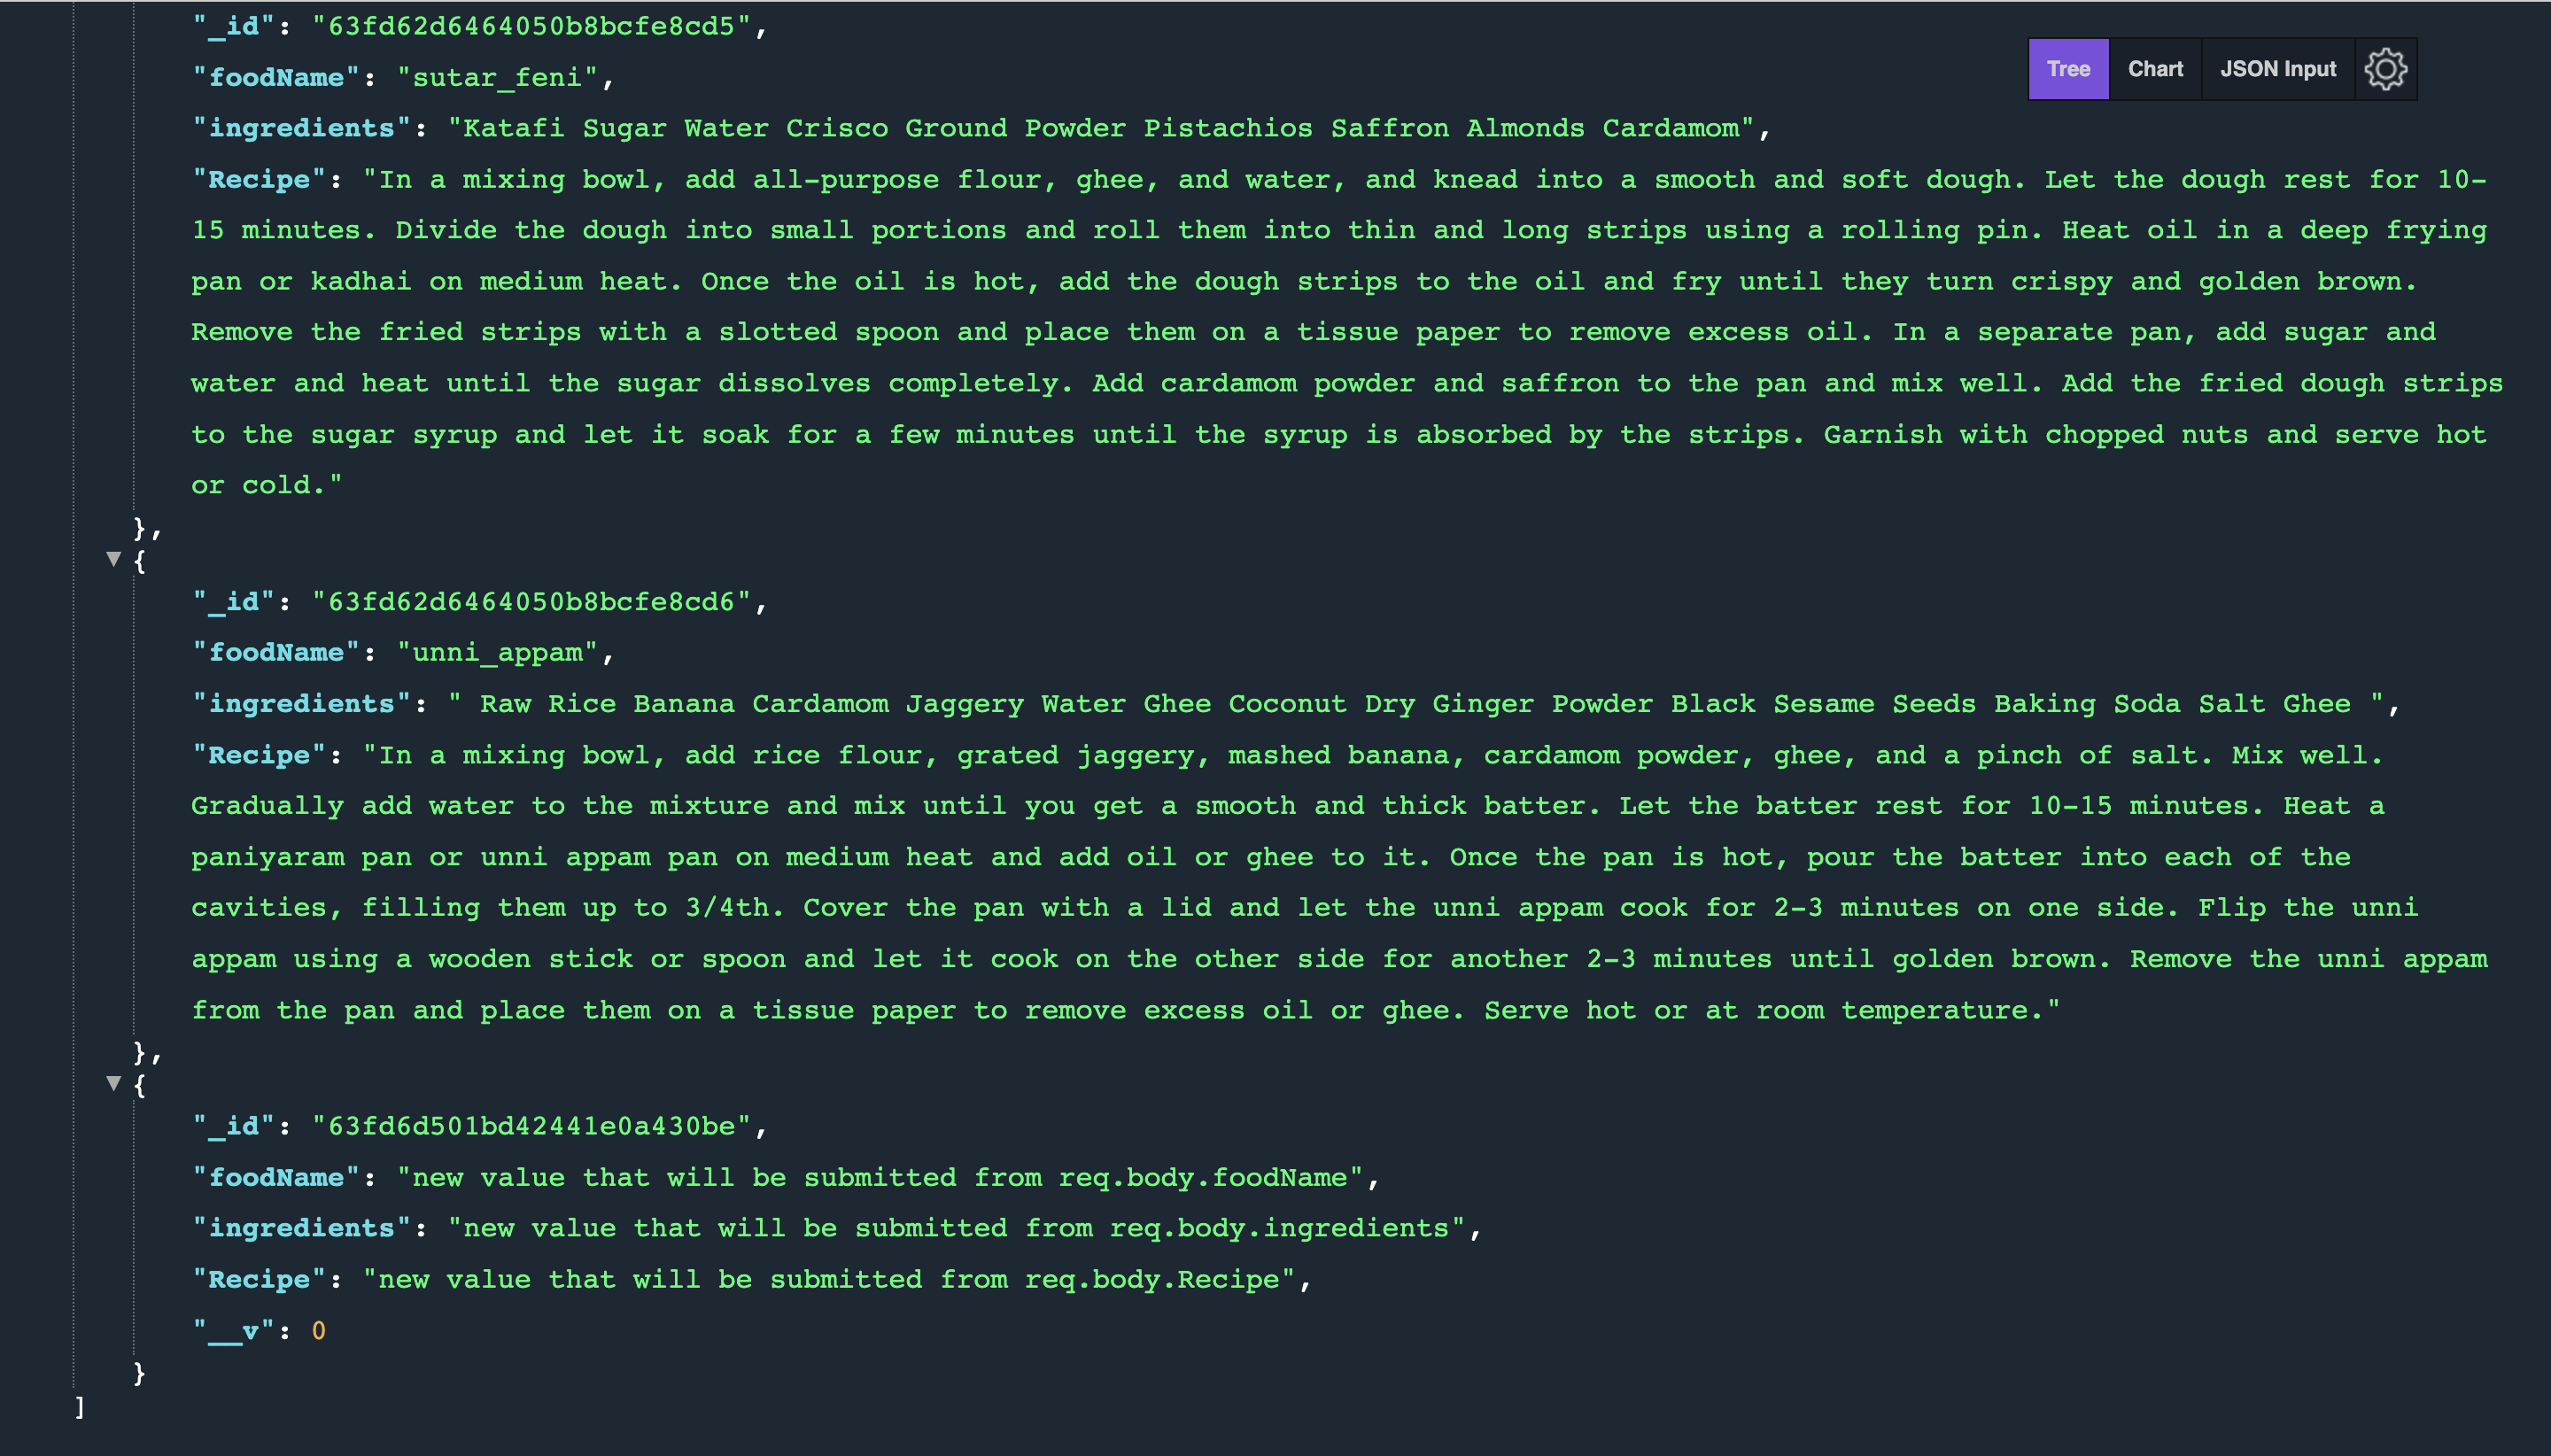 "_id": "63fd62d6464050b8bcfe8cd5",
Tree Chart JSON Input
"foodName": "sutar_feni",
"ingredients": "Katafi Sugar Water Crisco Ground Powder Pistachios Saffron Almonds Cardamom",
"Recipe": "In a mixing bowl, add all-purpose flour, ghee, and water, and knead into a smooth and soft dough. Let the dough rest for 10-
15 minutes. Divide the dough into small portions and roll them into thin and long strips using a rolling pin. Heat oil in a deep frying
pan or kadhai on medium heat. Once the oil is hot, add the dough strips to the oil and fry until they turn crispy and golden brown.
Remove the fried strips with a slotted spoon and place them on a tissue paper to remove excess oil. In a separate pan, add sugar and
water and heat until the sugar dissolves completely. Add cardamom powder and saffron to the pan and mix well. Add the fried dough strips
to the sugar syrup and let it soak for a few minutes until the syrup is absorbed by the strips. Garnish with chopped nuts and serve hot
or cold."
},
{
"_id": "63fd62d6464050b8bcfe8cd6",
"foodName": "unni_appam",
"ingredients": " Raw Rice Banana Cardamom Jaggery Water Ghee Coconut Dry Ginger Powder Black Sesame Seeds Baking Soda Salt Ghee ",
"Recipe": "In a mixing bowl, add rice flour, grated jaggery, mashed banana, cardamom powder, ghee, and a pinch of salt. Mix well.
Gradually add water to the mixture and mix until you get a smooth and thick batter. Let the batter rest for 10-15 minutes. Heat a
paniyaram pan or unni appam pan on medium heat and add oil or ghee to it. Once the pan is hot, pour the batter into each of the
cavities, filling them up to 3/4th. Cover the pan with a lid and let the unni appam cook for 2-3 minutes on one side. Flip the unni
appam using a wooden stick or spoon and let it cook on the other side for another 2-3 minutes until golden brown. Remove the unni appam
from the pan and place them on a tissue paper to remove excess oil or ghee. Serve hot or at room temperature."
},
{
"_id": "63fd6d501bd42441e0a430be",
"foodName": "new value that will be submitted from req.body.foodName",
"ingredients": "new value that will be submitted from req.body.ingredients",
"Recipe": "new value that will be submitted from req.body.Recipe",
"__v": 0
}
]